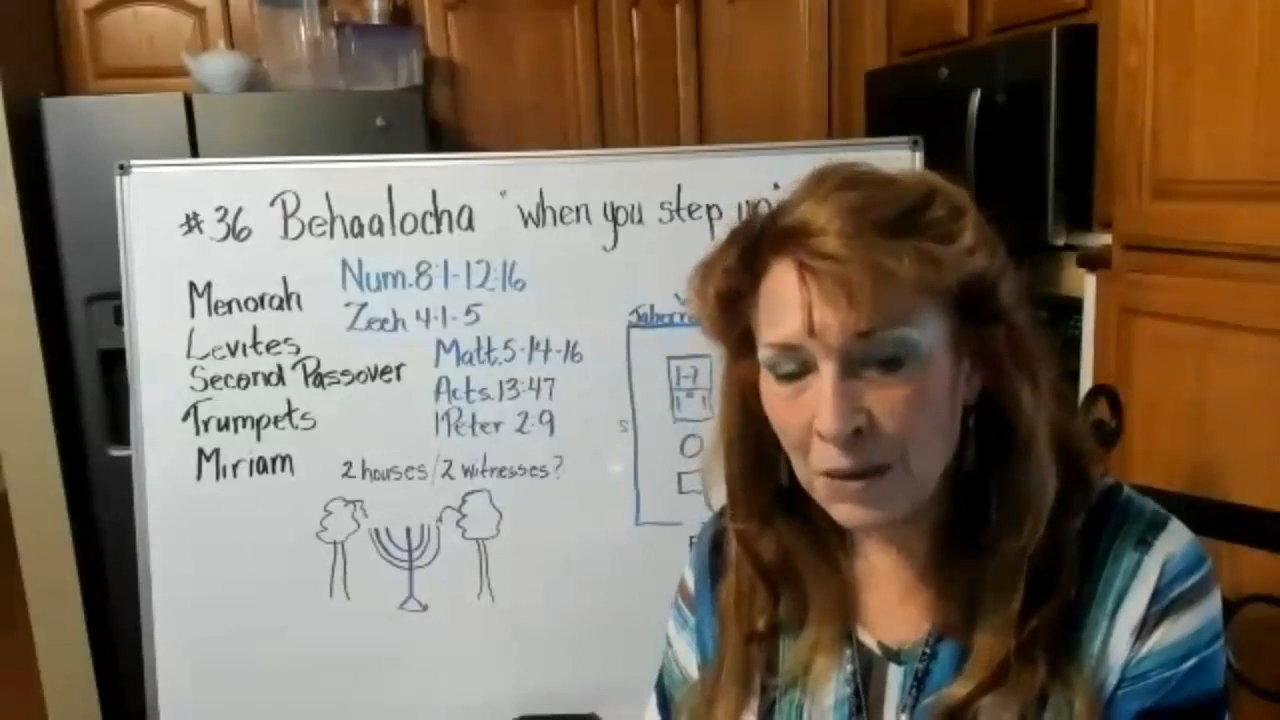 #36 Behaalocha "when you step
Menorah
Num.8:1-12:16
Zech 4:1-5
Levites
Matt.5-14-16
Second Passover
Acts.13:47
Trumpets
1Peter 2:9
Miriam
2 houses/2 witnesses?
S